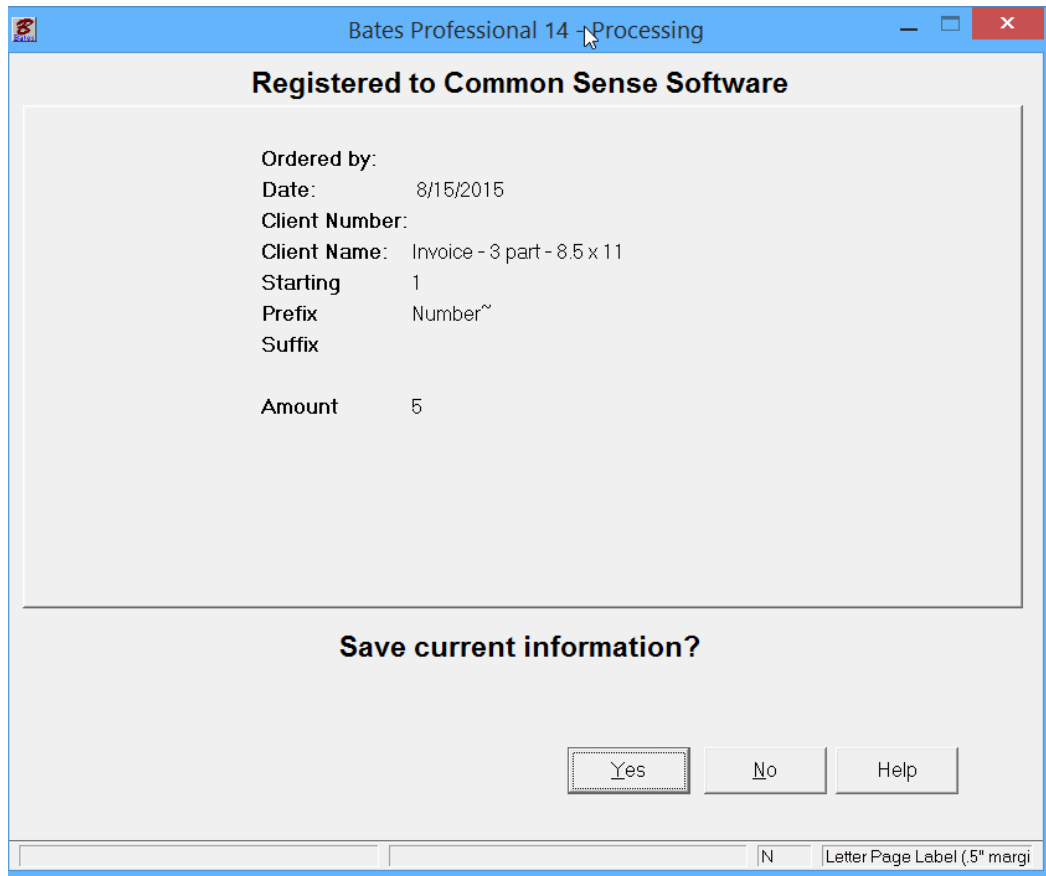 Bates
Bates Professional 14 - Processing
Registered to Common Sense Software
Ordered by:
Date: 8/15/2015
Client Number:
Client Name: Invoice - 3 part - 8.5 x 11
Starting 1
Prefix Number~
Suffix
Amount 5
Save current information?
Yes No Help
N Letter Page Label (.5" margi